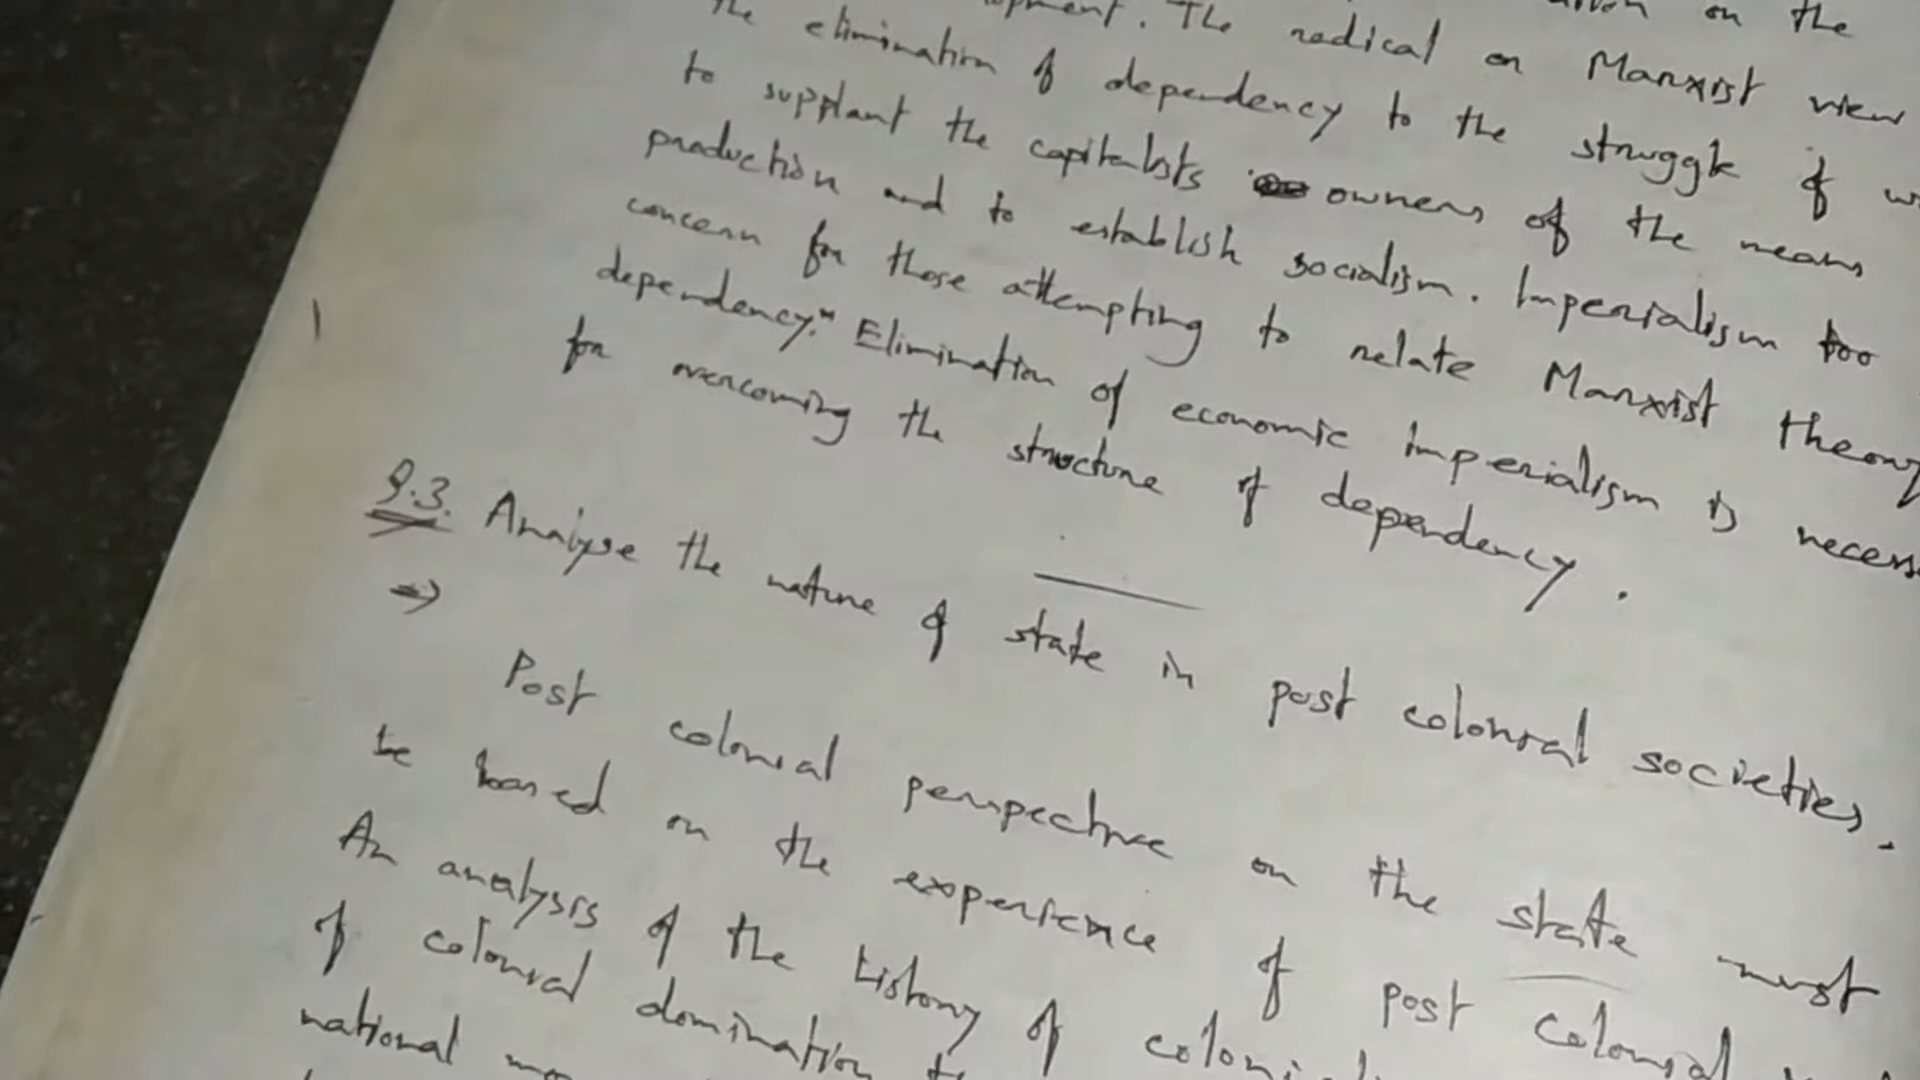 on the
The radical on Marxist view
the elimination of dependency to the struggle of
to supplant the capitalists owners of the means
production and to establish socialism. Imperialism too
concern for those attempting to relate Marxist theory
dependency." Elimination of economic imperialism is
for overcoming the structure of dependency.
Q.3. Analyse the nature of state in post colonial societies.
⇒
Post colonial perspective on the state must
be based on the experience of post colonial
An analysis of the history of
of colonial domination
national